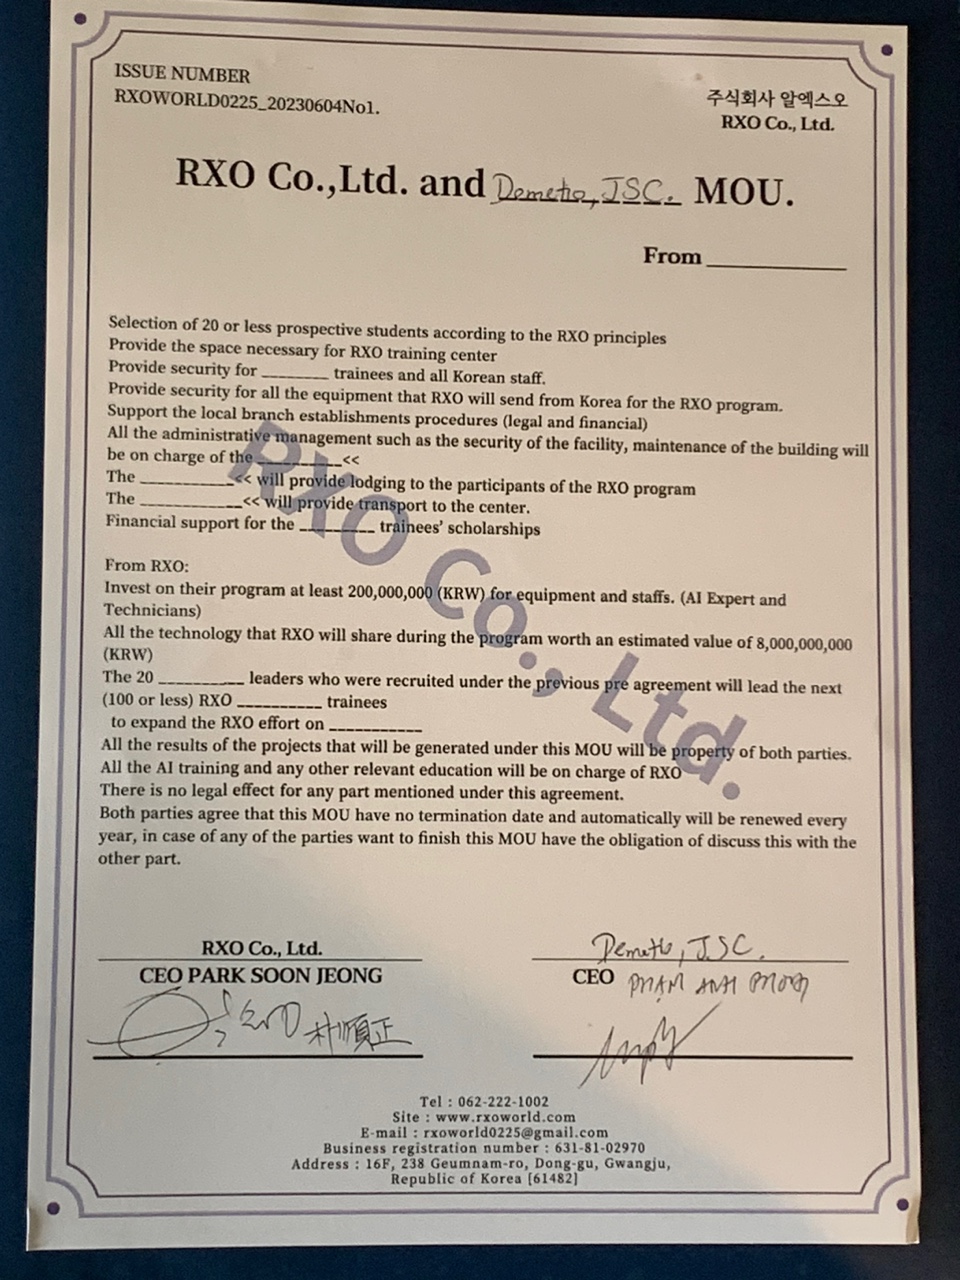 ISSUE NUMBER
RXOWORLD0225_20230604No1.
주식회사 알엑스오
RXO Co., Ltd.
RXO Co.,Ltd. and Demetio, JSC. MOU.
From __________
Selection of 20 or less prospective students according to the RXO principles
Provide the space necessary for RXO training center
Provide security for ________ trainees and all Korean staff.
Provide security for all the equipment that RXO will send from Korea for the RXO program.
Support the local branch establishments procedures (legal and financial)
All the administrative management such as the security of the facility, maintenance of the building will
be on charge of the __________<<
The ___________<< will provide lodging to the participants of the RXO program
The ____________<< will provide transport to the center.
Financial support for the _________ trainees' scholarships
From RXO:
Invest on their program at least 200,000,000 (KRW) for equipment and staffs. (AI Expert and
Technicians)
All the technology that RXO will share during the program worth an estimated value of 8,000,000,000
(KRW)
The 20 __________ leaders who were recruited under the previous pre agreement will lead the next
(100 or less) RXO __________ trainees
to expand the RXO effort on ___________
All the results of the projects that will be generated under this MOU will be property of both parties.
All the AI training and any other relevant education will be on charge of RXO
There is no legal effect for any part mentioned under this agreement.
Both parties agree that this MOU have no termination date and automatically will be renewed every
year, in case of any of the parties want to finish this MOU have the obligation of discuss this with the
other part.
RXO Co., Ltd.
RXO Co., Ltd.
CEO PARK SOON JEONG
朴順正
Demetio, JSC.
CEO PHẠM ANH
Tel : 062-222-1002
Site : www.rxoworld.com
E-mail : rxoworld0225@gmail.com
Business registration number : 631-81-02970
Address : 16F, 238 Geumnam-ro, Dong-gu, Gwangju,
Republic of Korea [61482]